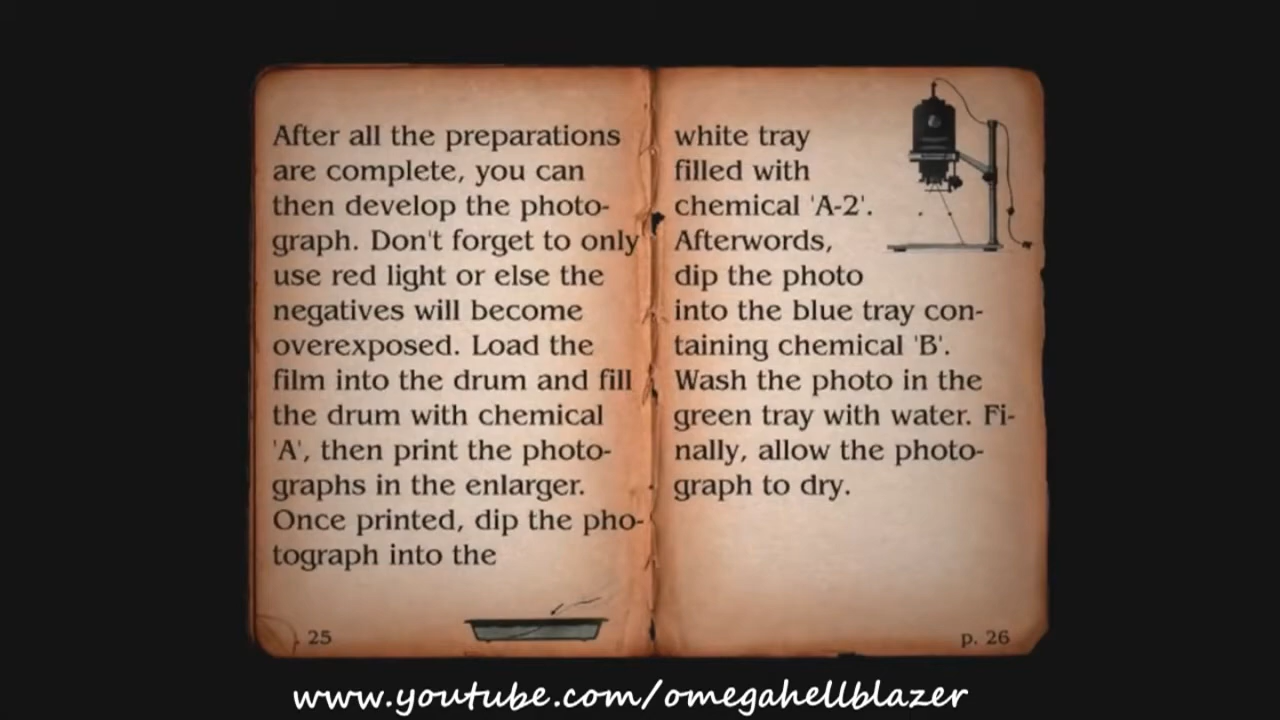 After all the preparations
are complete, you can
then develop the photo-
graph. Don't forget to only
use red light or else the
negatives will become
overexposed. Load the
film into the drum and fill
the drum with chemical
'A', then print the photo-
graphs in the enlarger.
Once printed, dip the pho-
tograph into the
. 25
white tray
filled with
chemical 'A-2'.
Afterwords,
dip the photo
into the blue tray con-
taining chemical 'B'.
Wash the photo in the
green tray with water. Fi-
nally, allow the photo-
graph to dry.
p. 26
www.youtube.com/omegahellblazer